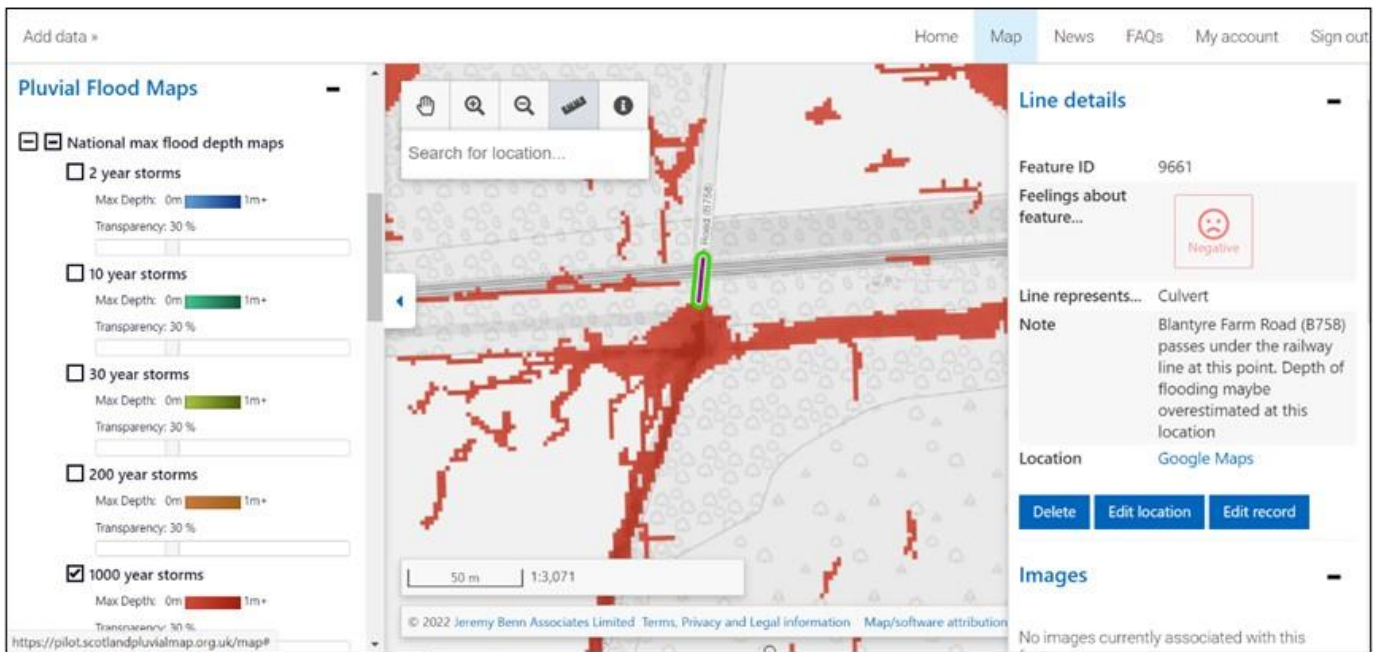 Add data »
Home Map News FAQs My account Sign out
Pluvial Flood Maps
National max flood depth maps
2 year storms
Max Depth: 0m 1m+
Transparency: 30 %
10 year storms
Max Depth: 0m 1m+
Transparency: 30 %
30 year storms
Max Depth: 0m 1m+
Transparency: 30 %
200 year storms
Max Depth: 0m 1m+
Transparency: 30 %
1000 year storms
Max Depth: 0m 1m+
Transparency: 30 %
https://pilot.scotlandpluvialmap.org.uk/map#
Search for location...
Road (B758)
50 m 1:3,071
© 2022 Jeremy Benn Associates Limited Terms, Privacy and Legal information Map/software attribution
Line details
Feature ID 9661
Feelings about
feature...
Negative
Line represents... Culvert
Note Blantyre Farm Road (B758)
passes under the railway
line at this point. Depth of
flooding maybe
overestimated at this
location
Location Google Maps
Delete Edit location Edit record
Images
No images currently associated with this